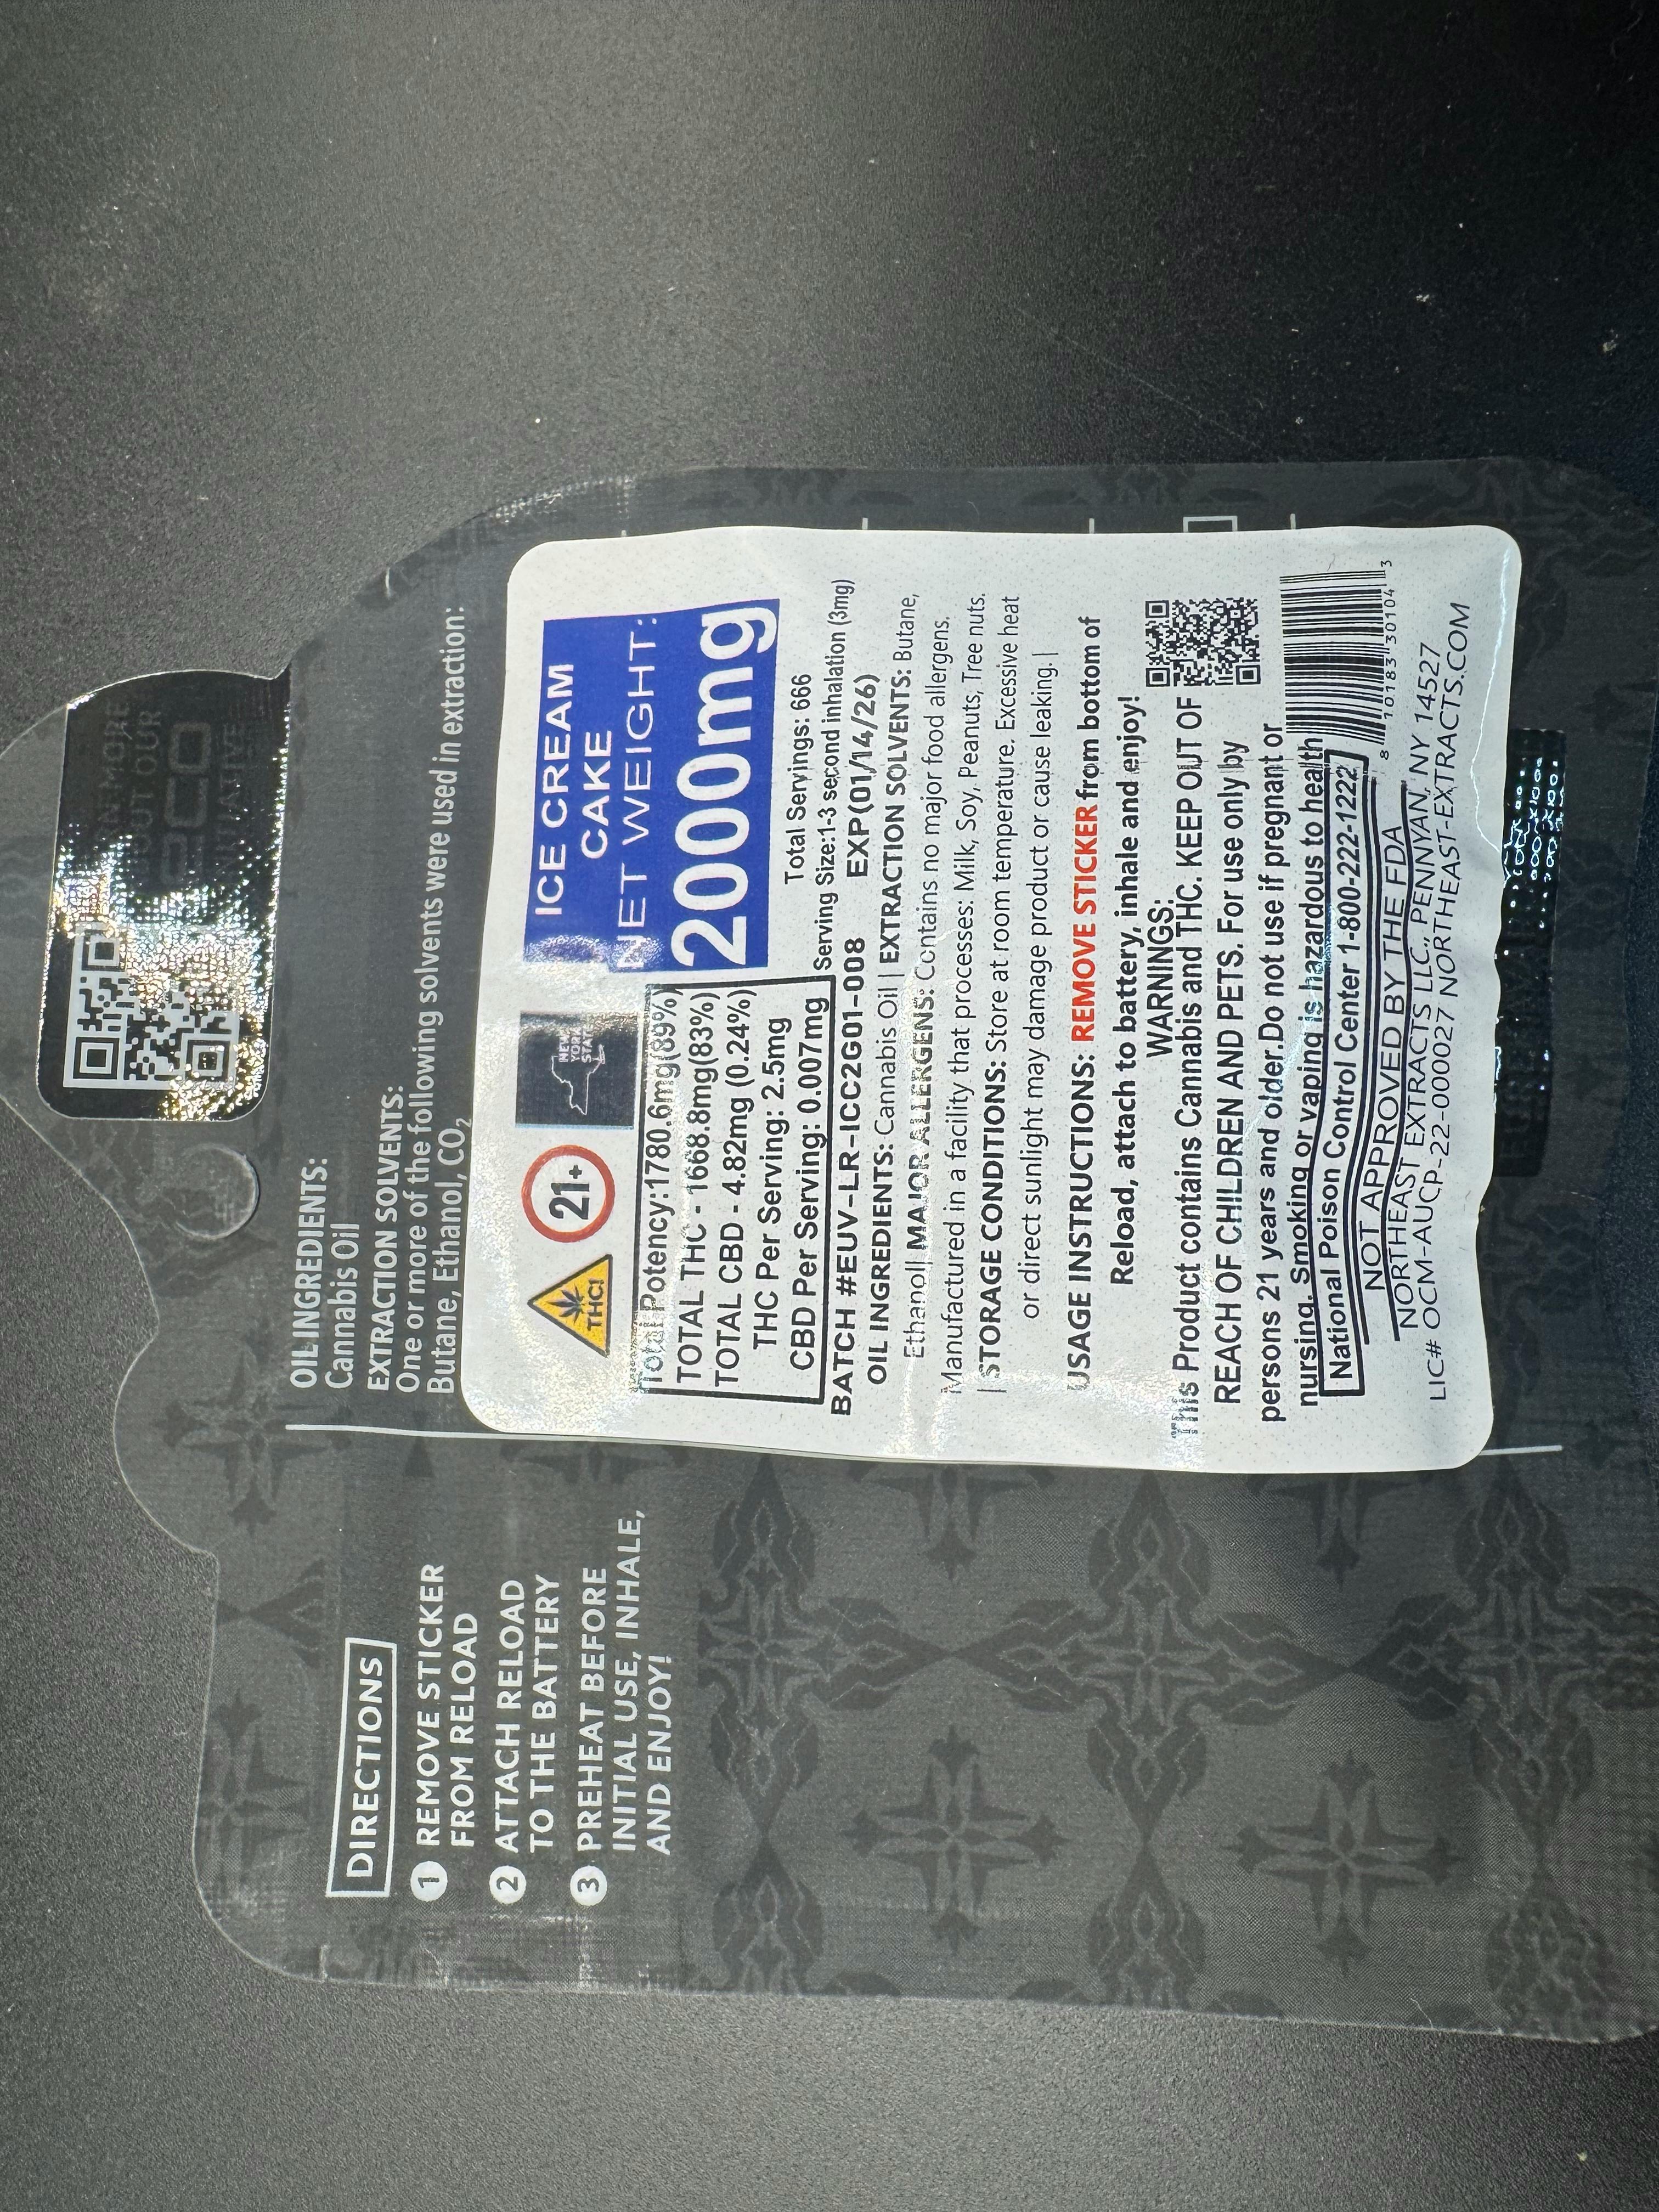 DIRECTIONS
1 REMOVE STICKER
FROM RELOAD
2 ATTACH RELOAD
TO THE BATTERY
3 PREHEAT BEFORE
INITIAL USE, INHALE,
AND ENJOY!
OIL INGREDIENTS:
Cannabis Oil
EXTRACTION SOLVENTS:
One or more of the following solvents were used in extraction:
Butane, Ethanol, CO₂
THC!
21+
NEW
YORK
STATE
ICE CREAM
CAKE
NET WEIGHT:
2000mg
Total Potency:1780.6mg(89%)
TOTAL THC - 1668.8mg(83%)
TOTAL CBD - 4.82mg (0.24%)
THC Per Serving: 2.5mg
CBD Per Serving: 0.007mg
Total Servings: 666
Serving Size:1-3 second inhalation (3mg)
BATCH #EUV-LR-ICC2G01-008 EXP(01/14/26)
OIL INGREDIENTS: Cannabis Oil | EXTRACTION SOLVENTS: Butane,
Ethanol| MAJOR ALLERGENS: Contains no major food allergens.
Manufactured in a facility that processes: Milk, Soy, Peanuts, Tree nuts.
| STORAGE CONDITIONS: Store at room temperature. Excessive heat
or direct sunlight may damage product or cause leaking.|
USAGE INSTRUCTIONS: REMOVE STICKER from bottom of
Reload, attach to battery, inhale and enjoy!
WARNINGS:
This Product contains Cannabis and THC. KEEP OUT OF
REACH OF CHILDREN AND PETS. For use only by
persons 21 years and older.Do not use if pregnant or
nursing. Smoking or vaping is hazardous to health
National Poison Control Center 1-800-222-1222
NOT APPROVED BY THE FDA
NORTHEAST EXTRACTS LLC., PENNYAN, NY 14527
LIC# OCM-AUCP-22-000027 NORTHEAST-EXTRACTS.COM
8 10183 30104 3